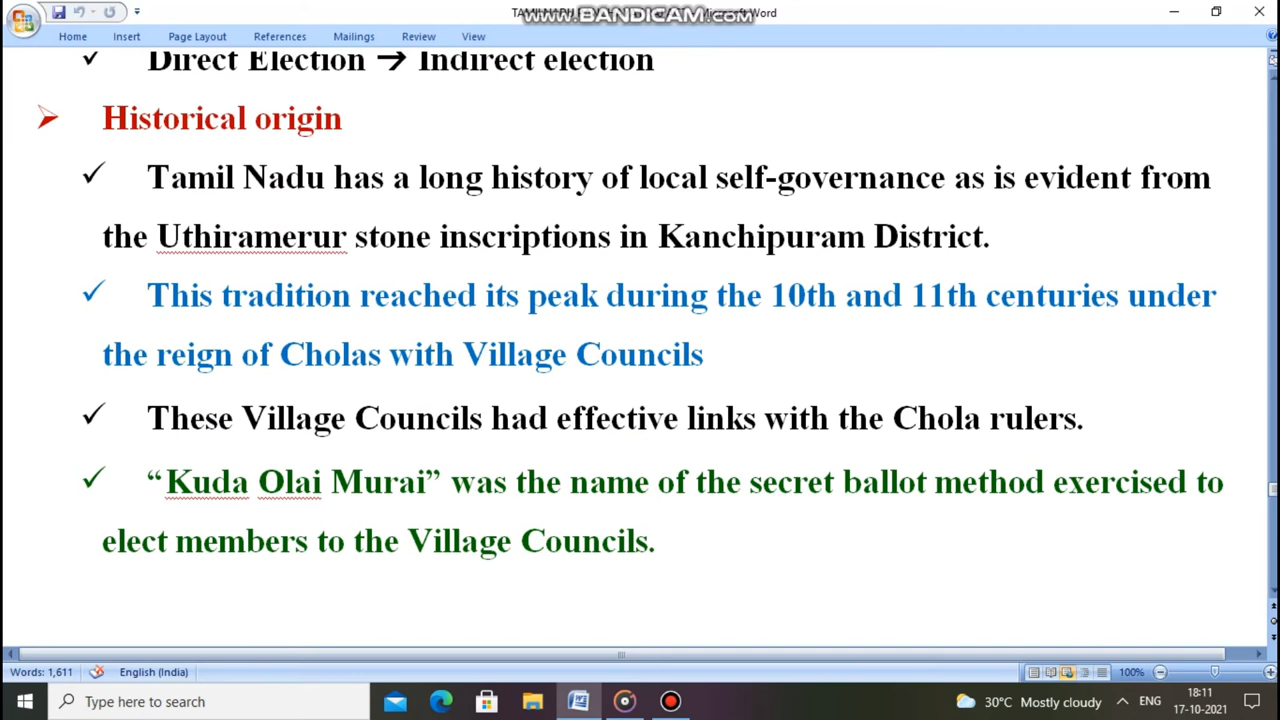 TAMILNADU
Microsoft Word
www.BANDICAM.com
Home Insert Page Layout References Mailings Review View
✓ Direct Election → Indirect election
➢ Historical origin
✓ Tamil Nadu has a long history of local self-governance as is evident from
the Uthiramerur stone inscriptions in Kanchipuram District.
✓ This tradition reached its peak during the 10th and 11th centuries under
the reign of Cholas with Village Councils
✓ These Village Councils had effective links with the Chola rulers.
✓ “Kuda Olai Murai” was the name of the secret ballot method exercised to
elect members to the Village Councils.
Words: 1,611 English (India) 100%
Type here to search 30°C Mostly cloudy ENG 18:11
17-10-2021